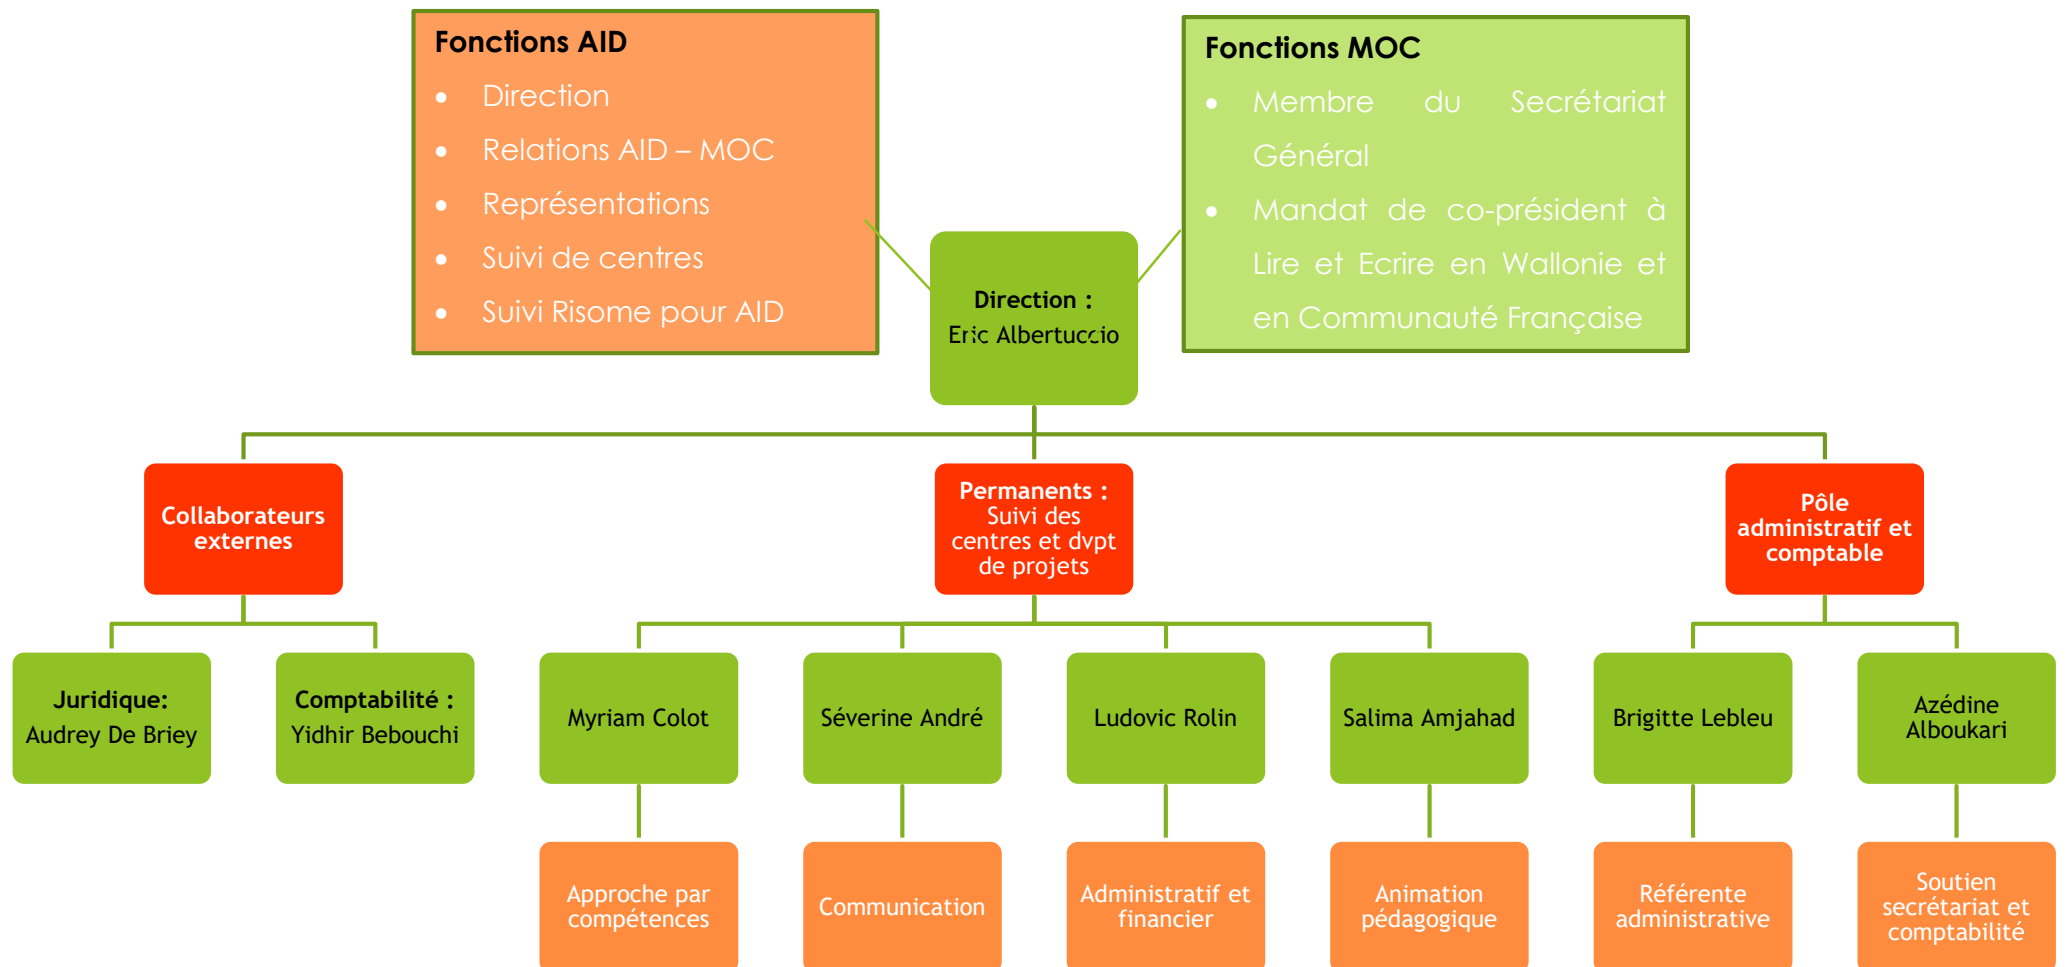 Fonctions AID
• Direction
• Relations AID – MOC
• Représentations
• Suivi de centres
• Suivi Risome pour AID
Fonctions MOC
• Membre du Secrétariat
Général
• Mandat de co-président à
Lire et Ecrire en Wallonie et
en Communauté Française
Direction :
Eric Albertuccio
Collaborateurs
externes
Permanents :
Suivi des
centres et dvpt
de projets
Pôle
administratif et
comptable
Juridique:
Audrey De Briey
Comptabilité :
Yidhir Bebouchi
Myriam Colot
Séverine André
Ludovic Rolin
Salima Amjahad
Brigitte Lebleu
Azédine
Alboukari
Approche par
compétences
Communication
Administratif et
financier
Animation
pédagogique
Référente
administrative
Soutien
secrétariat et
comptabilité